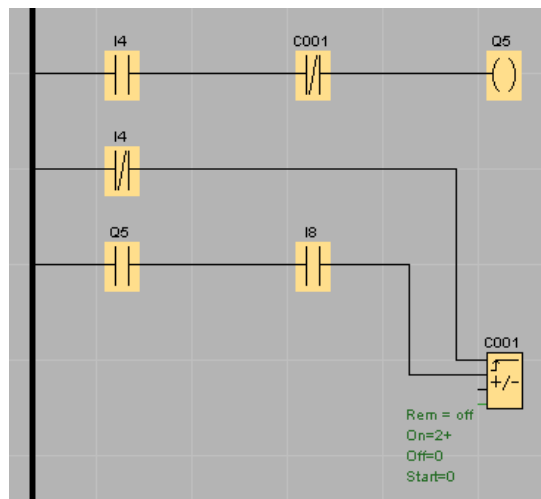 I4 C001 Q5
I4
Q5 I8
C001
+/-
Rem = off
On=2+
Off=0
Start=0